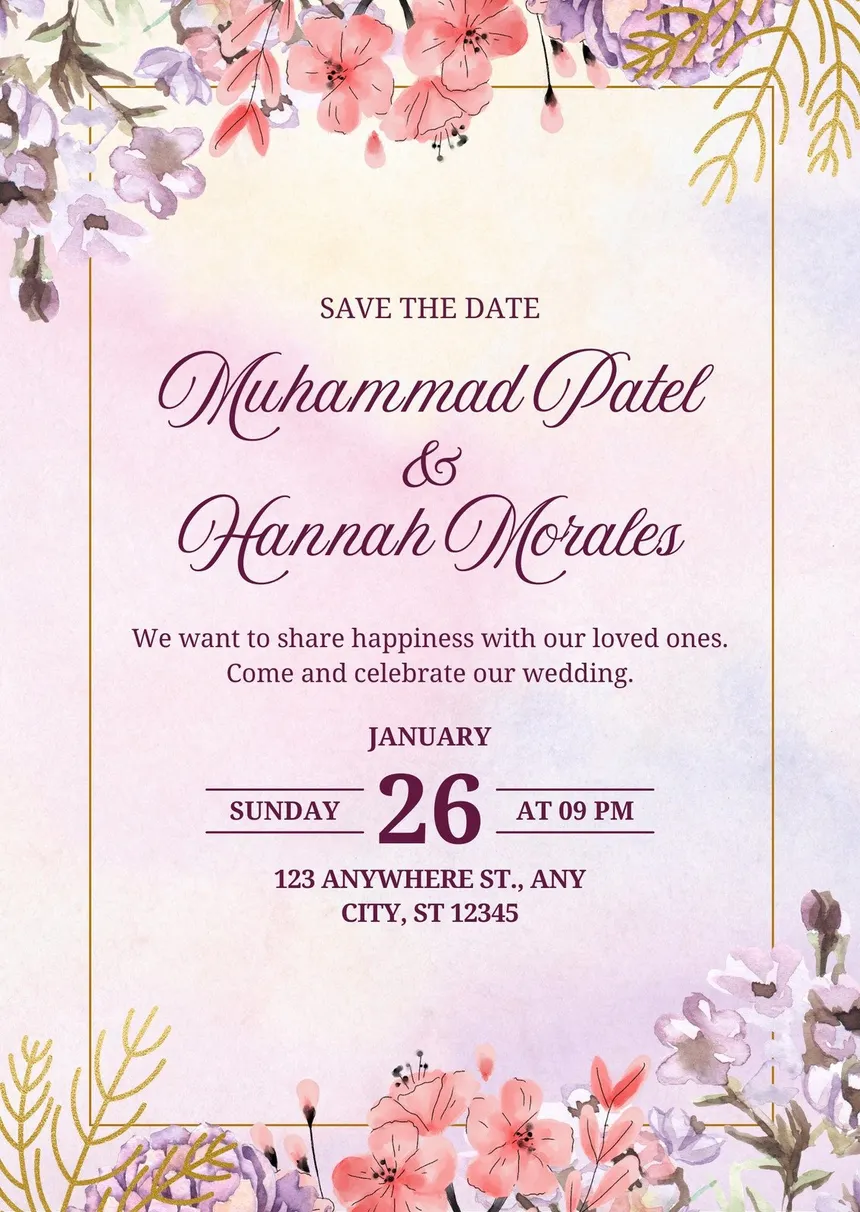 SAVE THE DATE
Muhammad Patel
&
Hannah Morales
We want to share happiness with our loved ones.
Come and celebrate our wedding.
JANUARY
SUNDAY 26 AT 09 PM
123 ANYWHERE ST., ANY
CITY, ST 12345